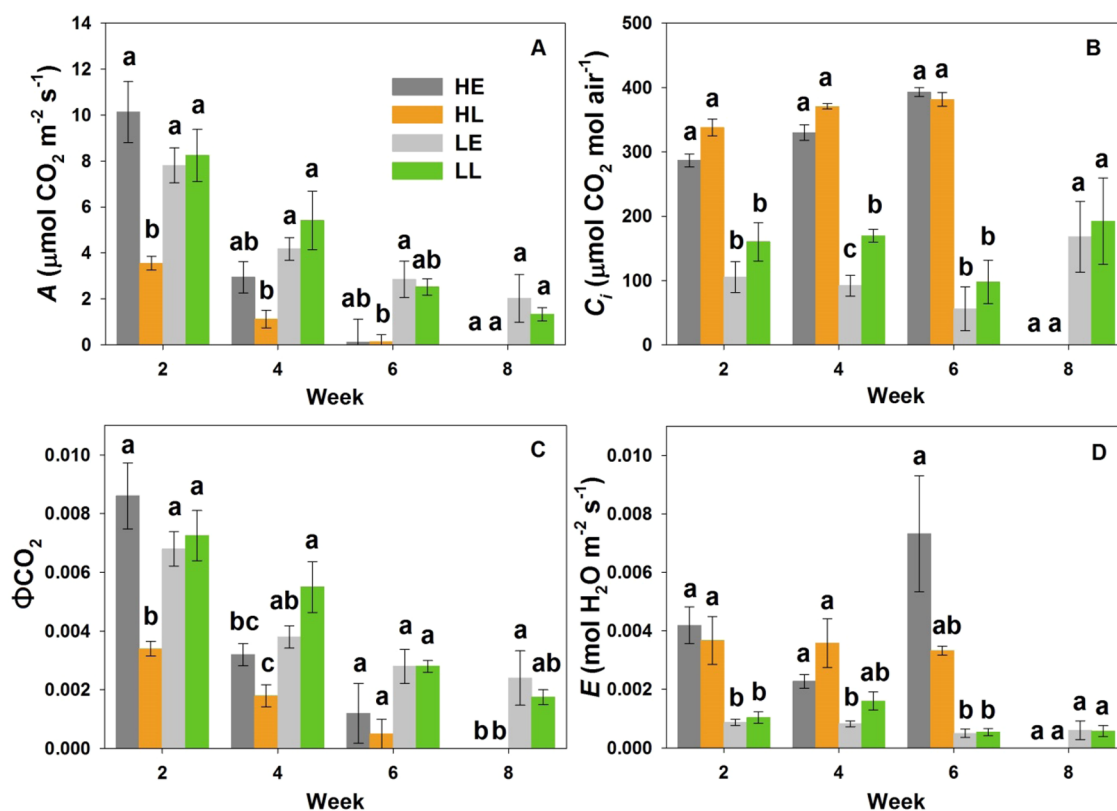 A
A (μmol CO₂ m⁻² s⁻¹)
14
12
10
8
6
4
2
0
HE
HL
LE
LL
a
b
a
a
ab
b
a
a
ab
b
a
ab
a a
a
a
2 4 6 8
Week
B
Cᵢ (μmol CO₂ mol air⁻¹)
500
400
300
200
100
0
a
a
b
b
a
a
c
b
a
a
b
b
a a
a
a
2 4 6 8
Week
C
ΦCO₂
0.010
0.008
0.006
0.004
0.002
0.000
a
b
a
a
bc
c
ab
a
a
a
a
a
b b
a
ab
2 4 6 8
Week
D
E (mol H₂O m⁻² s⁻¹)
0.010
0.008
0.006
0.004
0.002
0.000
a
a
b
b
a
a
b
ab
a
ab
b
b
a a
a
a
2 4 6 8
Week